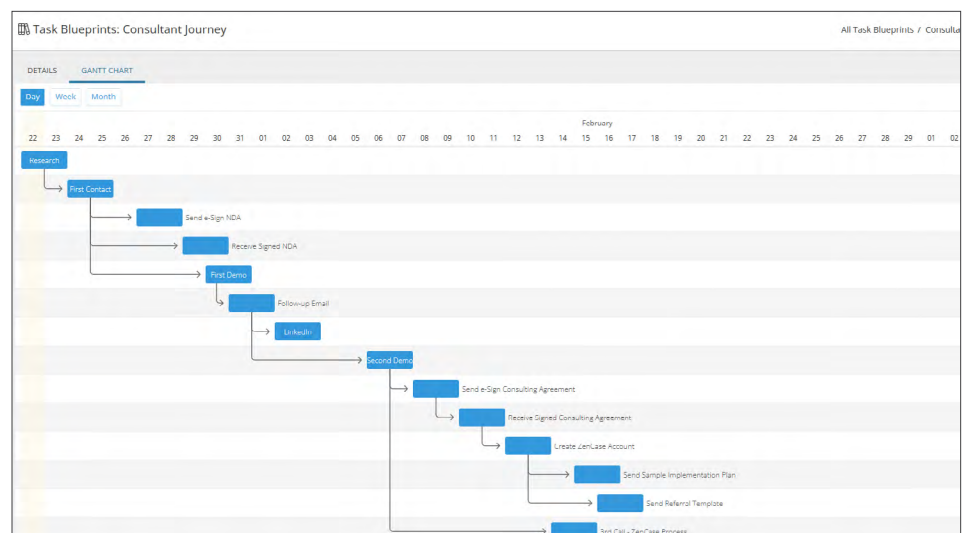 Task Blueprints: Consultant Journey
All Task Blueprints / Consulta
DETAILS GANTT CHART
Day Week Month
February
22 23 24 25 26 27 28 29 30 31 01 02 03 04 05 06 07 08 09 10 11 12 13 14 15 16 17 18 19 20 21 22 23 24 25 26 27 28 29 01 02
Research
First Contact
Send e-Sign NDA
Receive Signed NDA
First Demo
Follow-up Email
LinkedIn
Second Demo
Send e-Sign Consulting Agreement
Receive Signed Consulting Agreement
Create ZenCase Account
Send Sample Implementation Plan
Send Referral Template
3rd Call - ZenCase Process